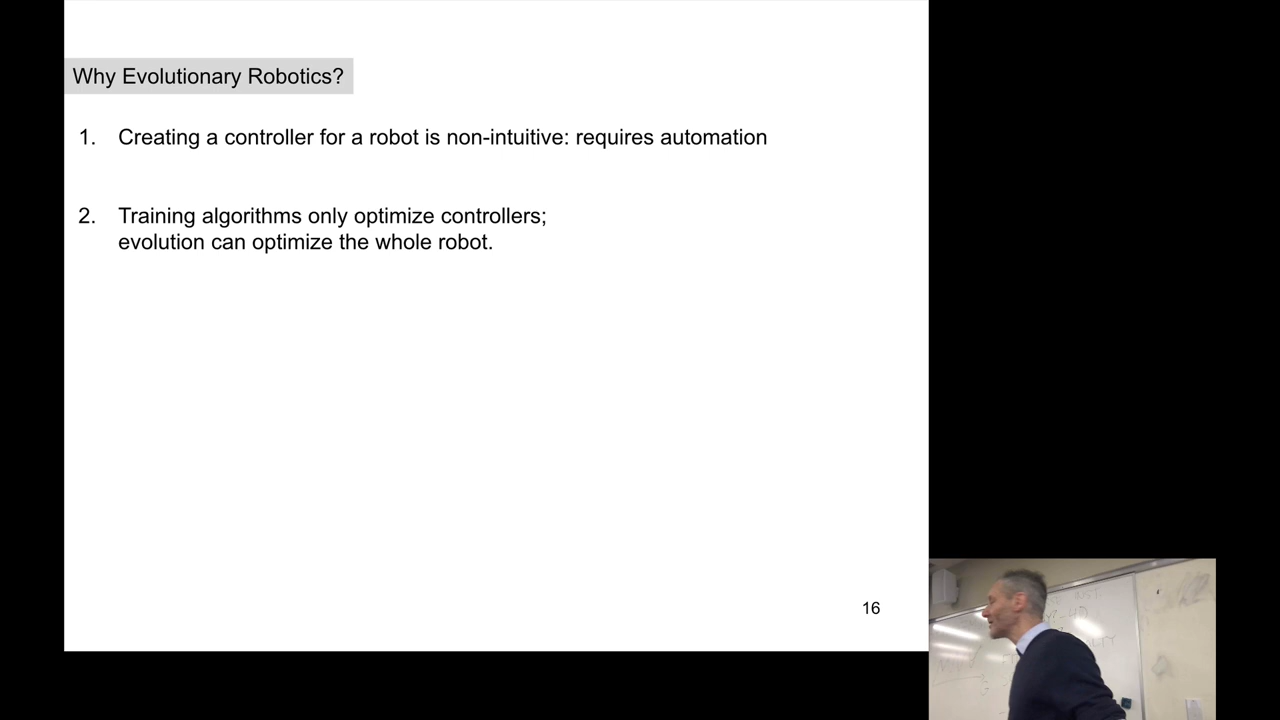 Why Evolutionary Robotics?
1. Creating a controller for a robot is non-intuitive: requires automation
2. Training algorithms only optimize controllers;
evolution can optimize the whole robot.
16